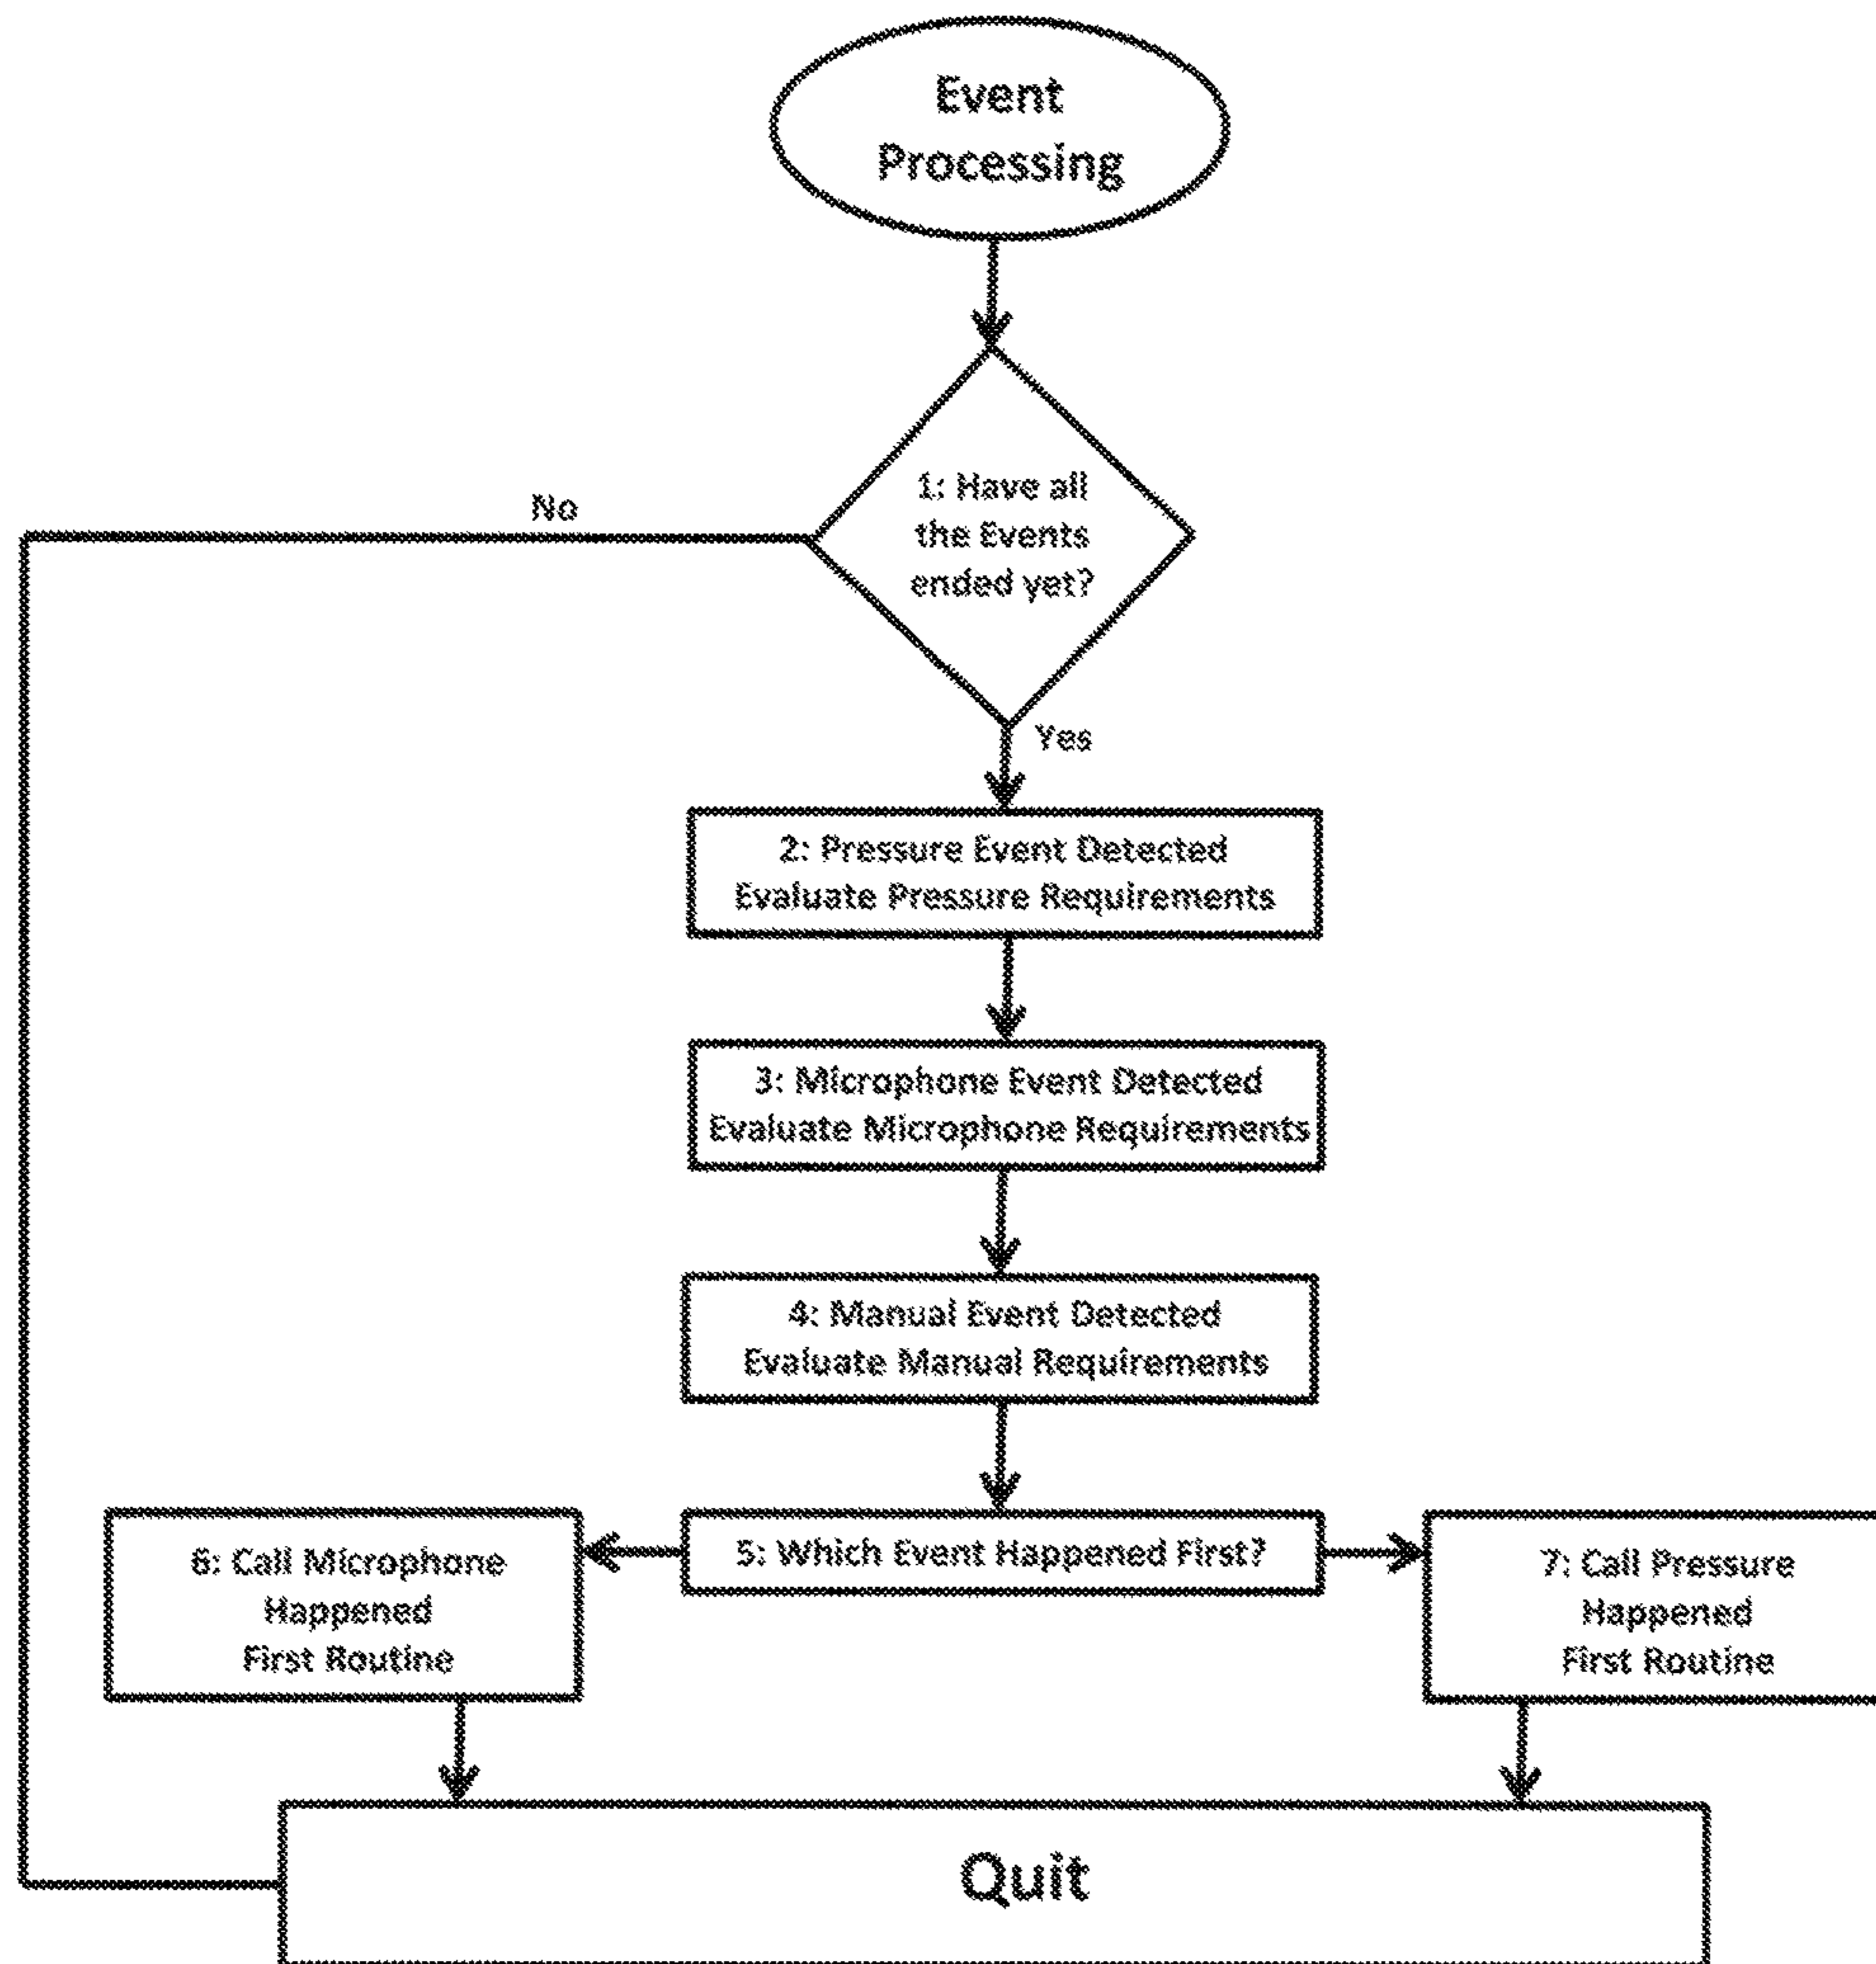 Event
Processing
1: Have all
the Events
ended yet?
No
Yes
2: Pressure Event Detected
Evaluate Pressure Requirements
3: Microphone Event Detected
Evaluate Microphone Requirements
4: Manual Event Detected
Evaluate Manual Requirements
5: Which Event Happened First?
6: Call Microphone
Happened
First Routine
7: Call Pressure
Happened
First Routine
Quit